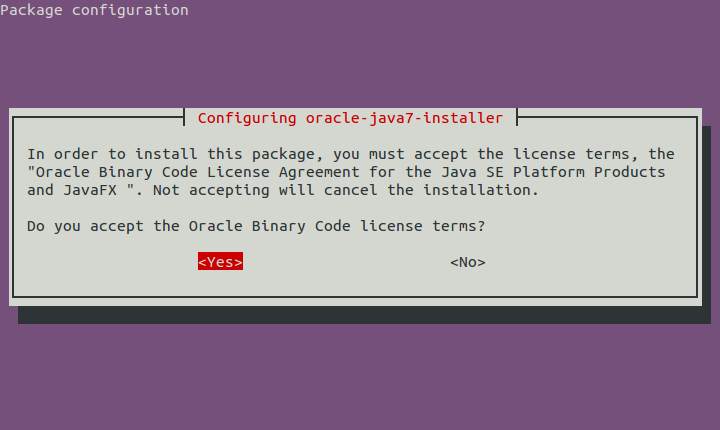 Package configuration
Configuring oracle-java7-installer
In order to install this package, you must accept the license terms, the
"Oracle Binary Code License Agreement for the Java SE Platform Products
and JavaFX ". Not accepting will cancel the installation.
Do you accept the Oracle Binary Code license terms?
<Yes> <No>